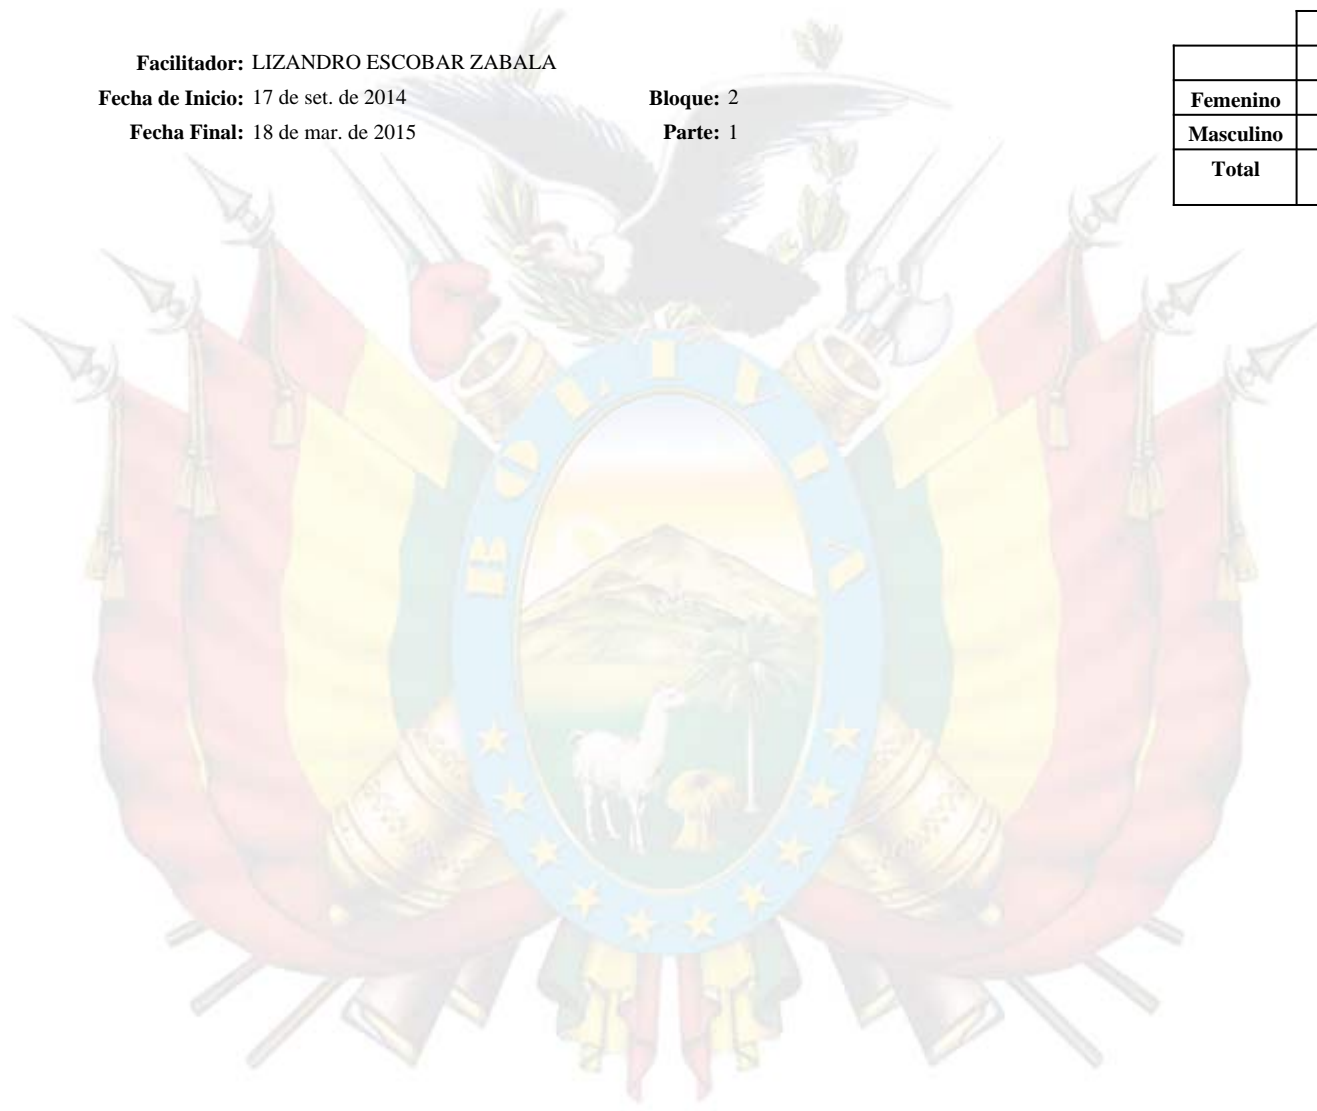 Facilitador: LIZANDRO ESCOBAR ZABALA
Fecha de Inicio: 17 de set. de 2014 Bloque: 2
Fecha Final: 18 de mar. de 2015 Parte: 1
Femenino
Masculino
Total
BOLIVIA